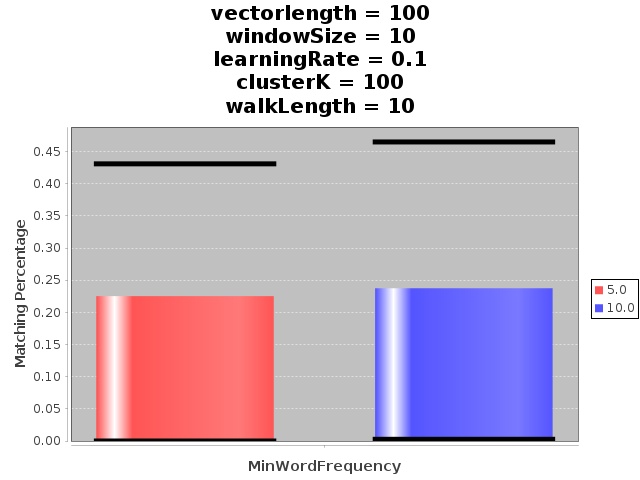 vectorlength = 100
windowSize = 10
learningRate = 0.1
clusterK = 100
walkLength = 10
0.45
0.40
0.35
0.30
0.25
0.20
0.15
0.10
0.05
0.00
Matching Percentage
MinWordFrequency
5.0
10.0